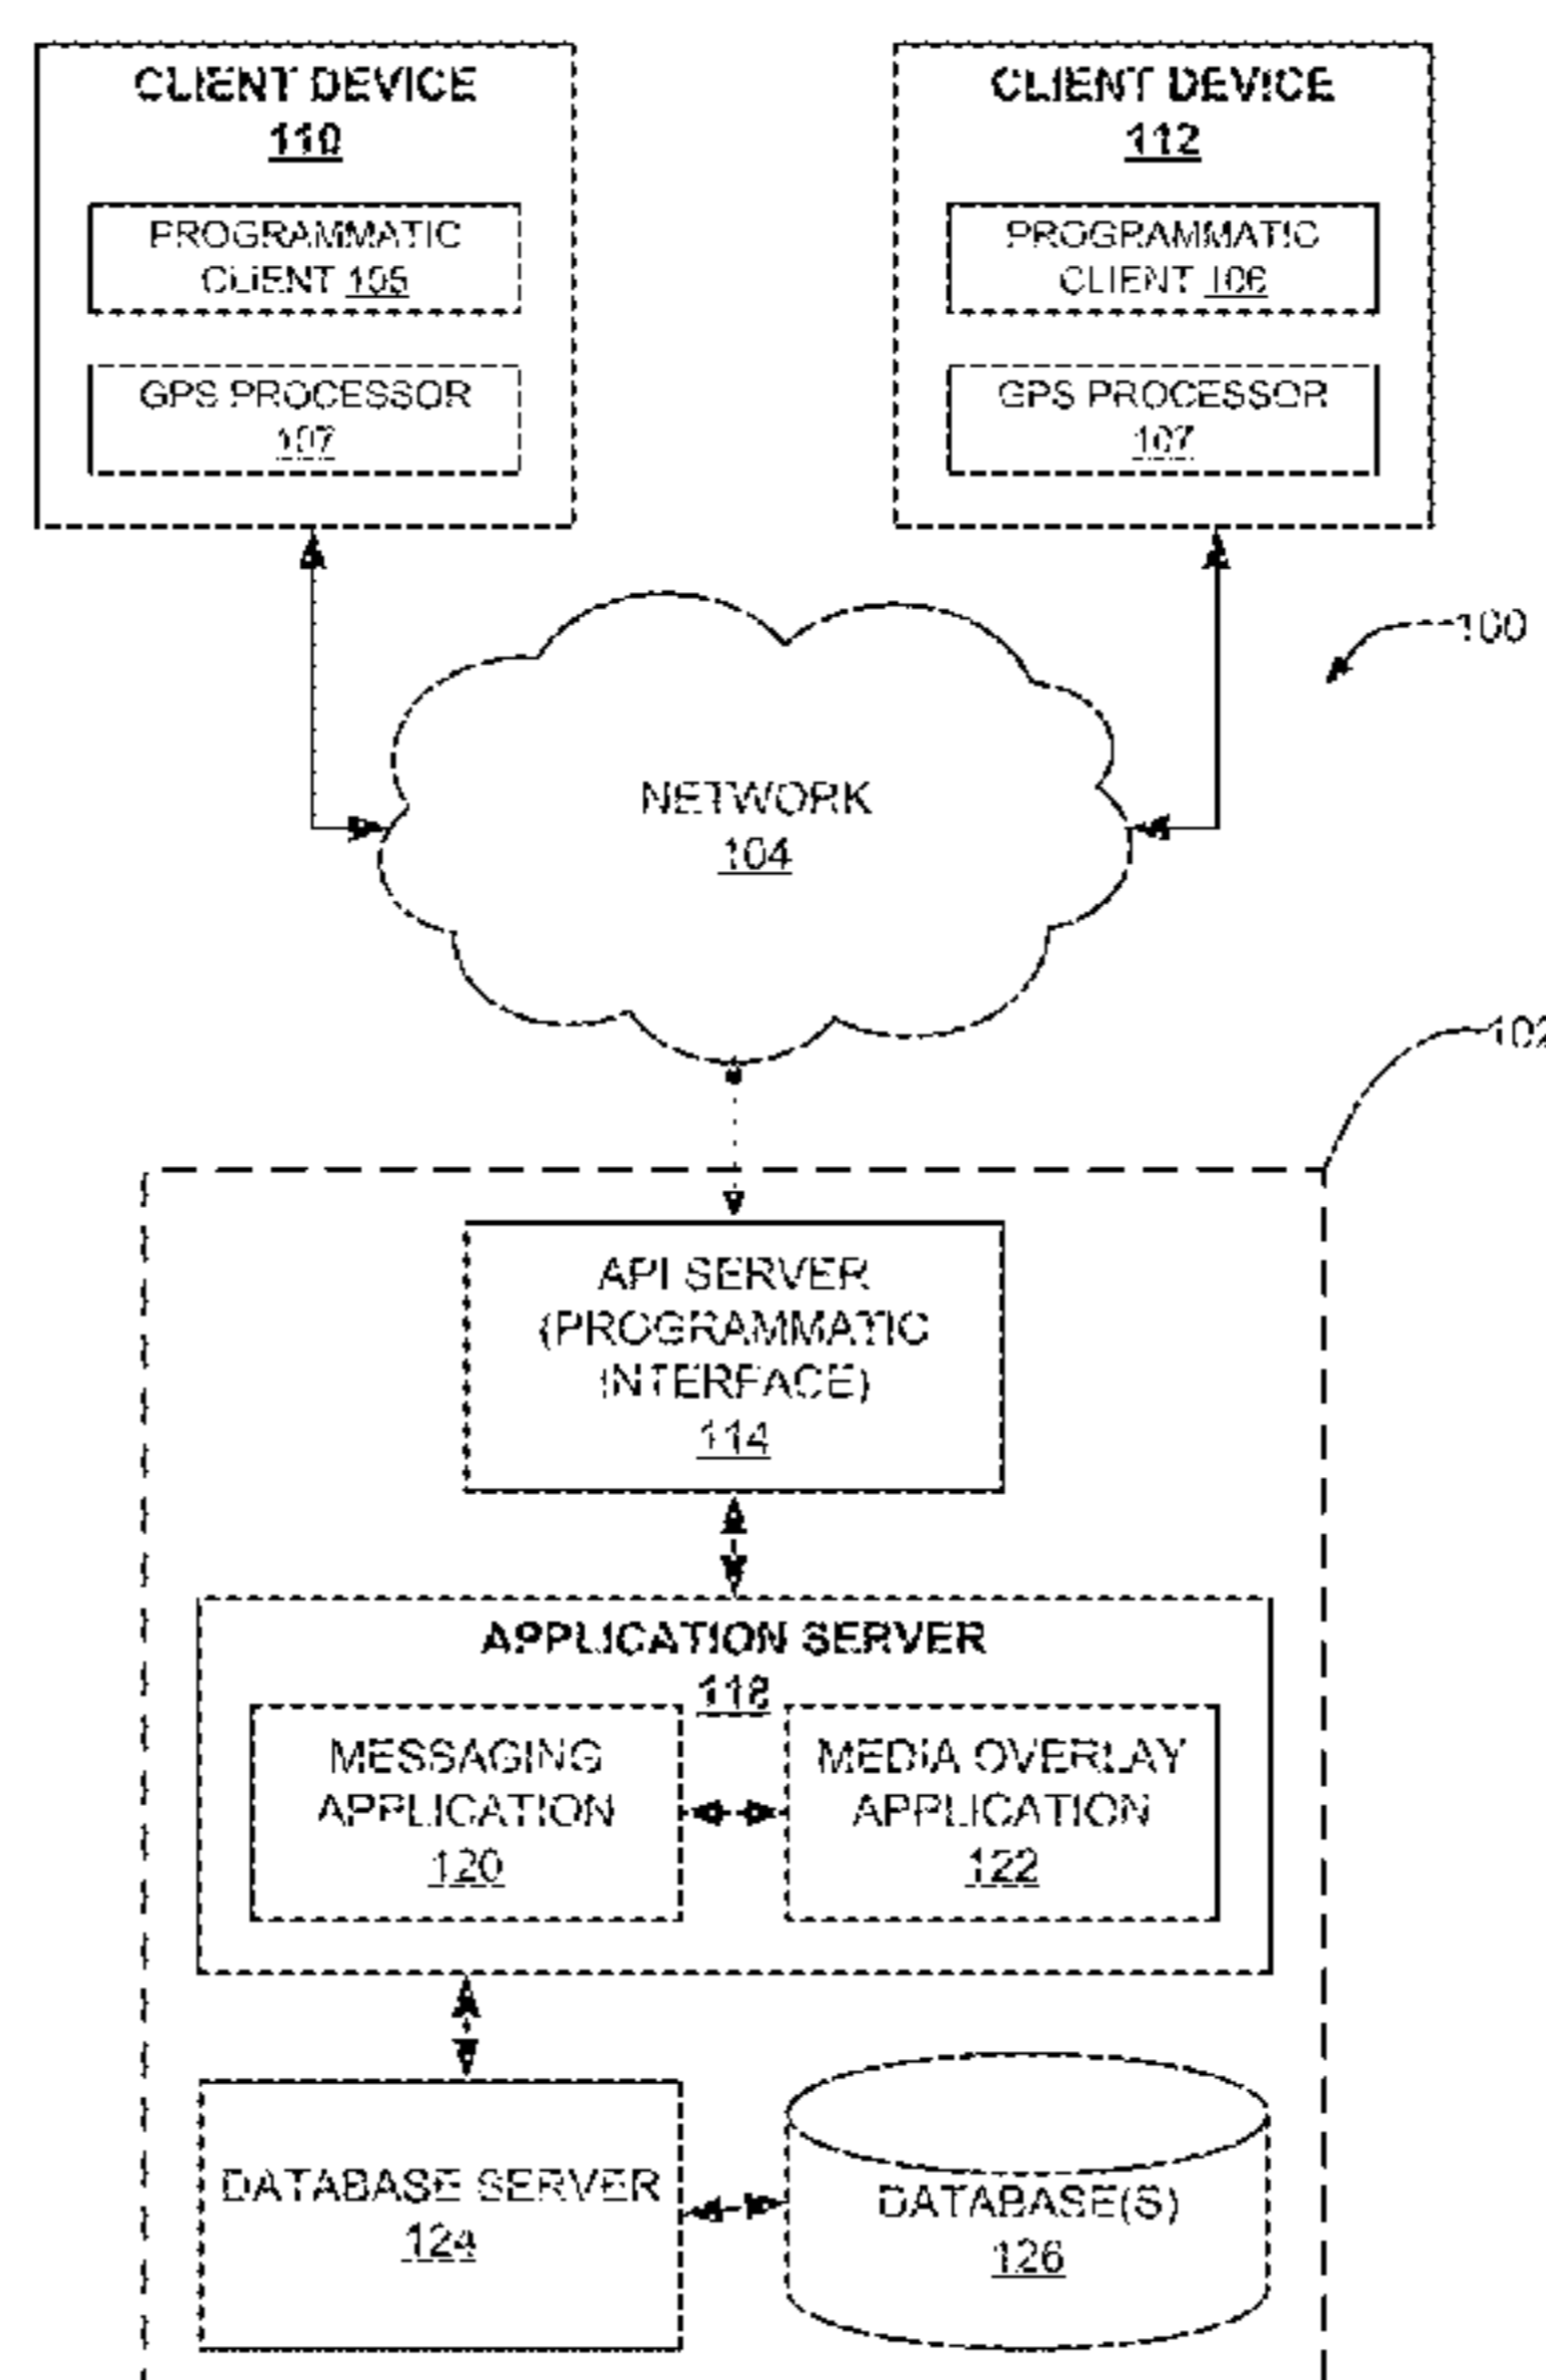 CLIENT DEVICE
110
PROGRAMMATIC
CLIENT 105
GPS PROCESSOR
107
CLIENT DEVICE
112
PROGRAMMATIC
CLIENT 106
GPS PROCESSOR
107
100
NETWORK
104
102
API SERVER
(PROGRAMMATIC
INTERFACE)
114
APPLICATION SERVER
118
MESSAGING
APPLICATION
120
MEDIA OVERLAY
APPLICATION
122
DATABASE SERVER
124
DATABASE(S)
126